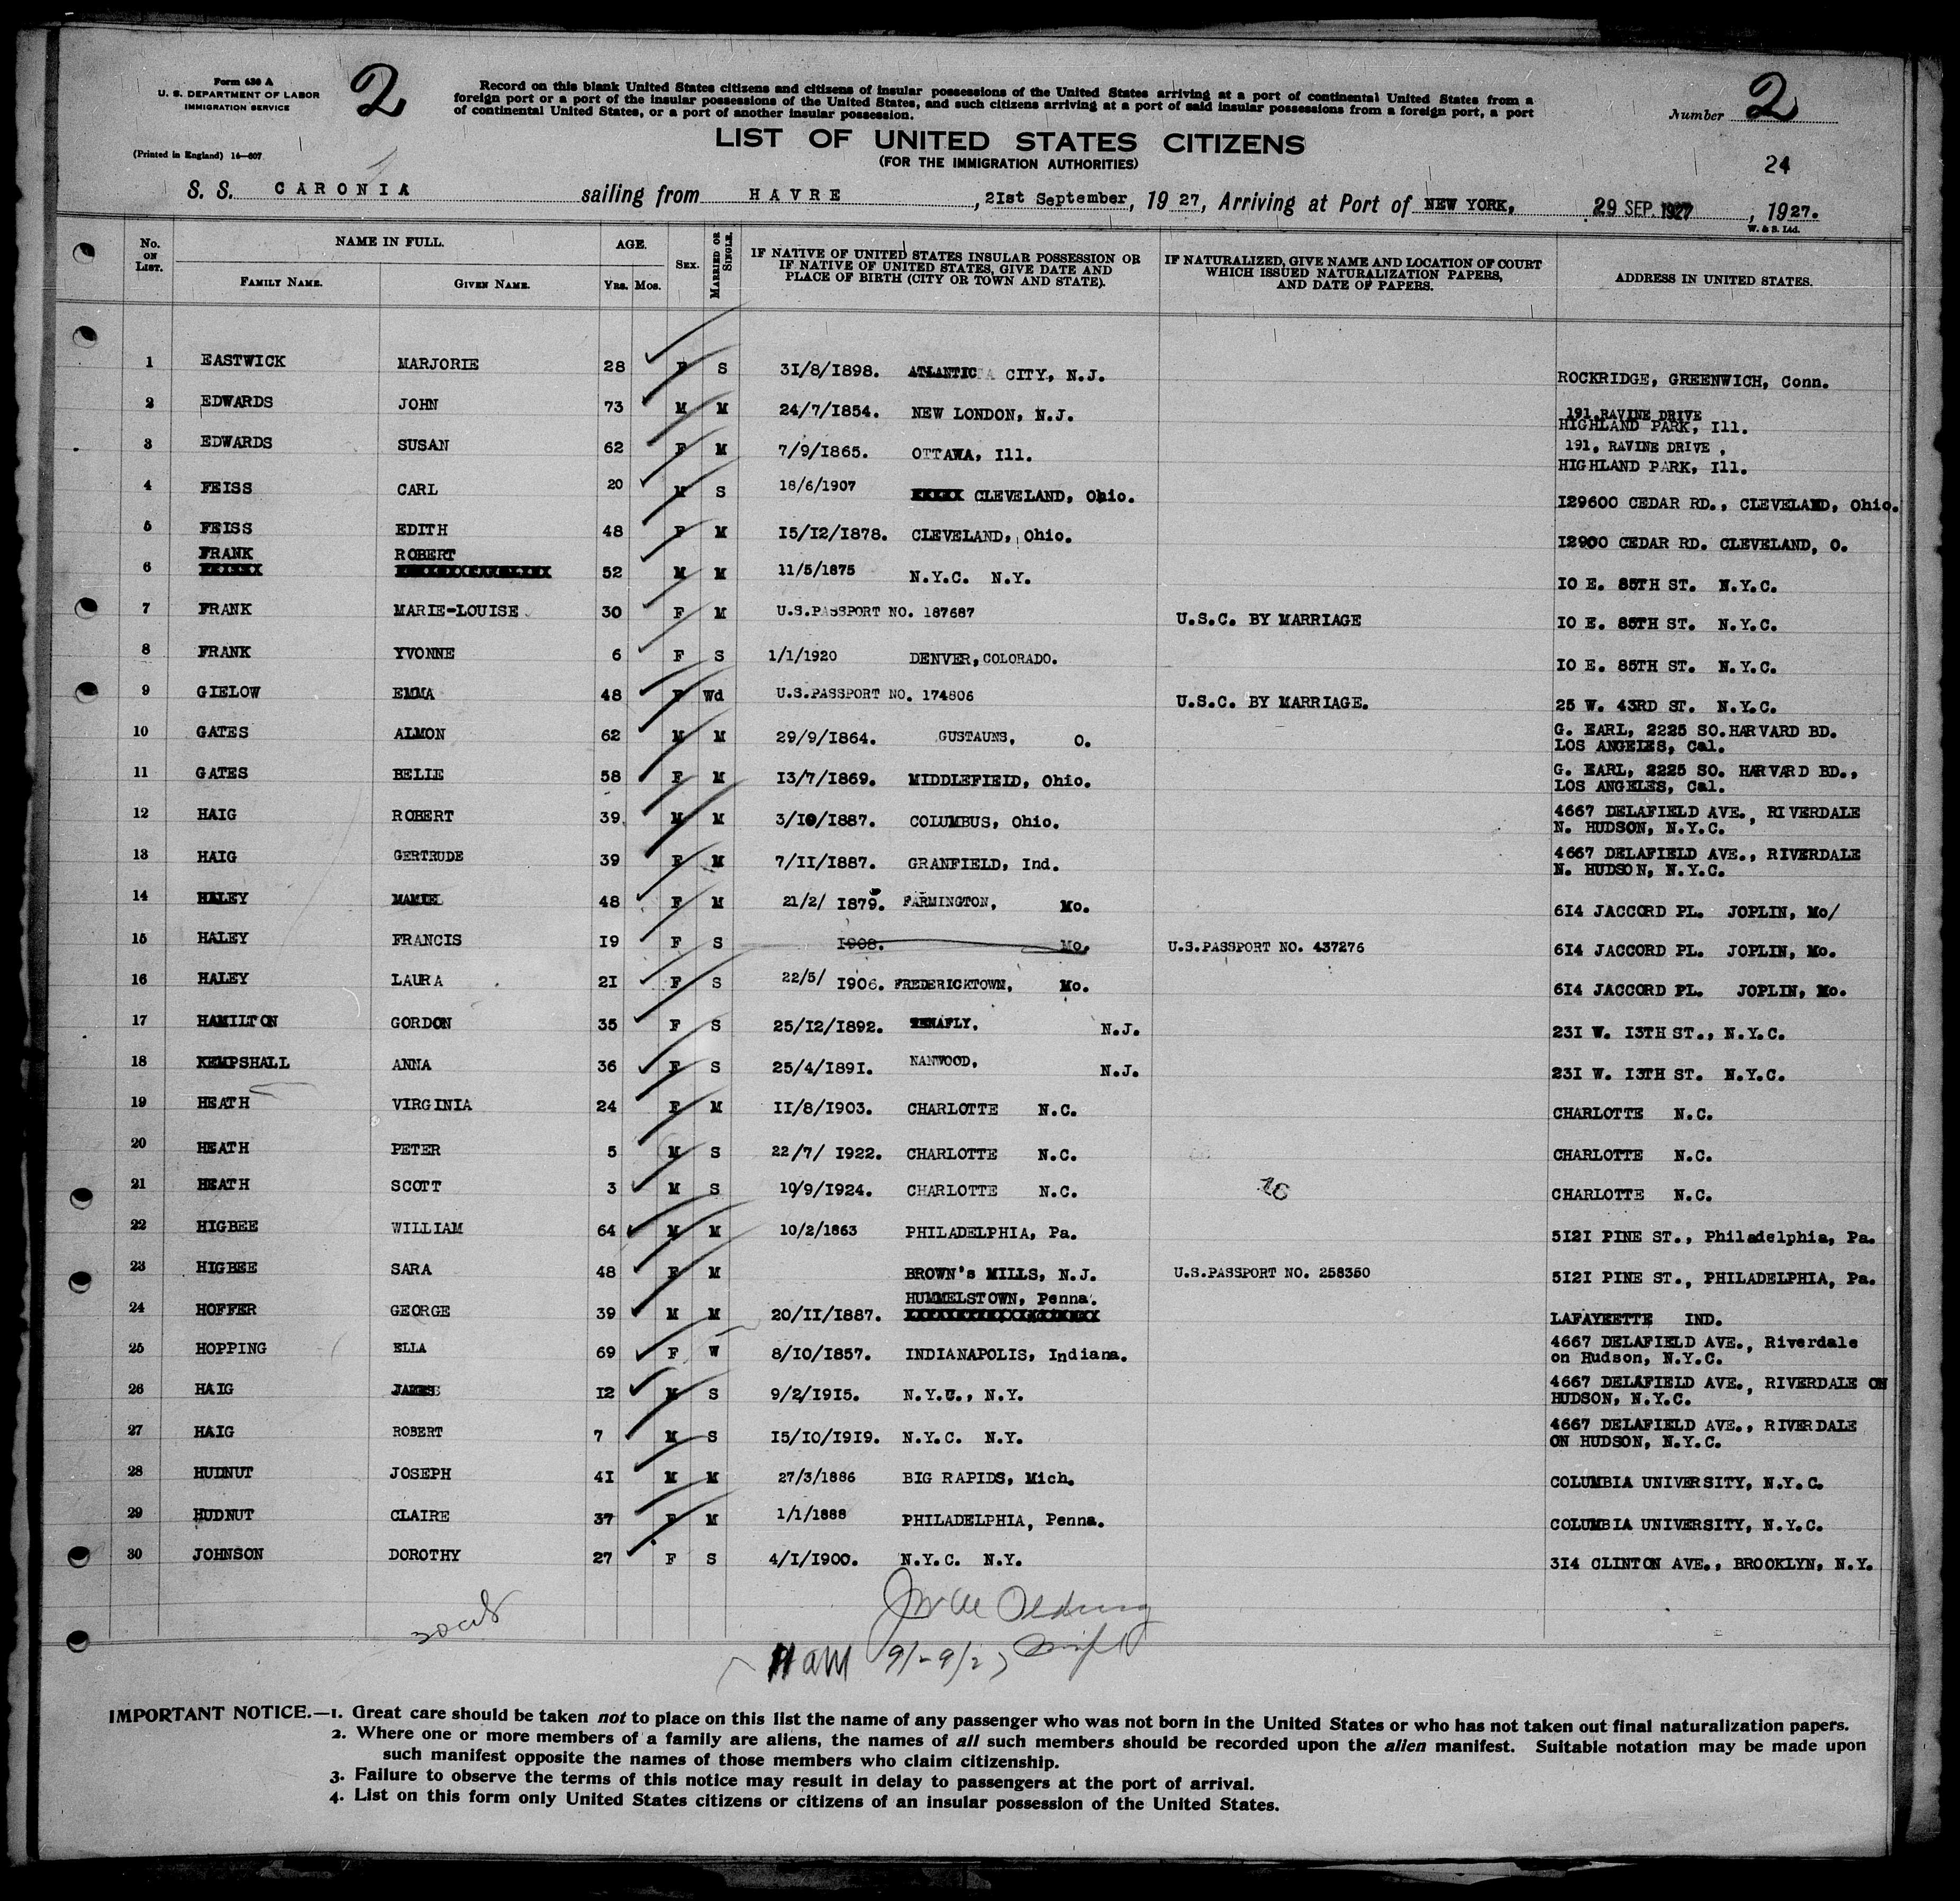 Form 630 A
U. S. DEPARTMENT OF LABOR
IMMIGRATION SERVICE
2
Record on this blank United States citizens and citizens of insular possessions of the United States arriving at a port of continental United States from a
foreign port or a port of the insular possessions of the United States, and such citizens arriving at a port of said insular possessions from a foreign port, a port
of continental United States, or a port of another insular possession.
Number 2
LIST OF UNITED STATES CITIZENS
(FOR THE IMMIGRATION AUTHORITIES)
(Printed in England) 14—607
24
S. S. CARONIA sailing from HAVRE, 21st September, 1927, Arriving at Port of NEW YORK, 29 SEP. 1927, 1927.
W. & S. Ltd.
No. ON LIST. NAME IN FULL. FAMILY NAME. GIVEN NAME. AGE. Yrs. Mos. SEX. MARRIED OR SINGLE. IF NATIVE OF UNITED STATES INSULAR POSSESSION OR IF NATIVE OF UNITED STATES, GIVE DATE AND PLACE OF BIRTH (CITY OR TOWN AND STATE). IF NATURALIZED, GIVE NAME AND LOCATION OF COURT WHICH ISSUED NATURALIZATION PAPERS, AND DATE OF PAPERS. ADDRESS IN UNITED STATES.
1 EASTWICK MARJORIE 28 F S 31/8/1898. ATLANTIC CITY, N.J. ROCKRIDGE, GREENWICH, Conn.
2 EDWARDS JOHN 73 M M 24/7/1854. NEW LONDON, N.J. 191, RAVINE DRIVE HIGHLAND PARK, Ill.
3 EDWARDS SUSAN 62 F M 7/9/1865. OTTAWA, Ill. 191, RAVINE DRIVE, HIGHLAND PARK, Ill.
4 FEISS CARL 20 M S 18/6/1907 CLEVELAND, Ohio. 129600 CEDAR RD., CLEVELAND, Ohio.
5 FEISS EDITH 48 F M 15/12/1878. CLEVELAND, Ohio. 12900 CEDAR RD. CLEVELAND, O.
6 FRANK ROBERT 52 M M 11/5/1875 N.Y.C. N.Y. 10 E. 85TH ST. N.Y.C.
7 FRANK MARIE-LOUISE 30 F M U.S.PASSPORT NO. 187687 U.S.C. BY MARRIAGE 10 E. 85TH ST. N.Y.C.
8 FRANK YVONNE 6 F S 1/1/1920 DENVER, COLORADO. 10 E. 85TH ST. N.Y.C.
9 GIELOW EMMA 48 F Wd U.S.PASSPORT NO. 174806 U.S.C. BY MARRIAGE. 25 W. 43RD ST. N.Y.C.
10 GATES ALMON 62 M M 29/9/1864. GUSTAUNS, O. G. EARL, 2225 SO.HARVARD BD. LOS ANGELES, Cal.
11 GATES BELLE 58 F M 13/7/1869. MIDDLEFIELD, Ohio. G. EARL, 2225 SO. HARVARD BD., LOS ANGELES, Cal.
12 HAIG ROBERT 39 M M 3/10/1887. COLUMBUS, Ohio. 4667 DELAFIELD AVE., RIVERDALE N. HUDSON, N.Y.C.
13 HAIG GERTRUDE 39 F M 7/11/1887. GRANFIELD, Ind. 4667 DELAFIELD AVE., RIVERDALE N. HUDSON, N.Y.C.
14 HALEY MAMIE 48 F M 21/2/ 1879. FARMINGTON, Mo. 614 JACCORD PL. JOPLIN, Mo/
15 HALEY FRANCIS 19 F S 1908. Mo. U.S.PASSPORT NO. 437276 614 JACCORD PL. JOPLIN, Mo.
16 HALEY LAURA 21 F S 22/5/ 1906. FREDERICKTOWN, Mo. 614 JACCORD PL. JOPLIN, Mo.
17 HAMILTON GORDON 35 F S 25/12/1892. TENAFLY, N.J. 231 W. 13TH ST., N.Y.C.
18 KEMPSHALL ANNA 36 F S 25/4/1891. NANWOOD, N.J. 231 W. 13TH ST. N.Y.C.
19 HEATH VIRGINIA 24 F M 11/8/1903. CHARLOTTE N.C. CHARLOTTE N.C.
20 HEATH PETER 5 M S 22/7/ 1922. CHARLOTTE N.C. CHARLOTTE N.C.
21 HEATH SCOTT 3 M S 10/9/1924. CHARLOTTE N.C. CHARLOTTE N.C.
22 HIGBEE WILLIAM 64 M M 10/2/1863 PHILADELPHIA, Pa. 5121 PINE ST., Philadelphia, Pa.
23 HIGBEE SARA 48 F M BROWN's MILLS, N.J. U.S.PASSPORT NO. 258350 5121 PINE ST., PHILADELPHIA, Pa.
24 HOFFER GEORGE 39 M M 20/11/1887. HUMMELSTOWN, Penna. LAFAYEETTE IND.
25 HOPPING ELLA 69 F W 8/10/1857. INDIANAPOLIS, Indiana. 4667 DELAFIELD AVE., Riverdale on Hudson, N.Y.C.
26 HAIG JAMES 12 M S 9/2/1915. N.Y.C., N.Y. 4667 DELAFIELD AVE., RIVERDALE ON HUDSON, N.Y.C.
27 HAIG ROBERT 7 M S 15/10/1919. N.Y.C. N.Y. 4667 DELAFIELD AVE., RIVERDALE ON HUDSON, N.Y.C.
28 HUDNUT JOSEPH 41 M M 27/3/1886 BIG RAPIDS, Mich. COLUMBIA UNIVERSITY, N.Y.C.
29 HUDNUT CLAIRE 37 F M 1/1/1888 PHILADELPHIA, Penna. COLUMBIA UNIVERSITY, N.Y.C.
30 JOHNSON DOROTHY 27 F S 4/1/1900. N.Y.C. N.Y. 314 CLINTON AVE., BROOKLYN, N.Y.
IMPORTANT NOTICE.—1. Great care should be taken not to place on this list the name of any passenger who was not born in the United States or who has not taken out final naturalization papers.
2. Where one or more members of a family are aliens, the names of all such members should be recorded upon the alien manifest. Suitable notation may be made upon
such manifest opposite the names of those members who claim citizenship.
3. Failure to observe the terms of this notice may result in delay to passengers at the port of arrival.
4. List on this form only United States citizens or citizens of an insular possession of the United States.